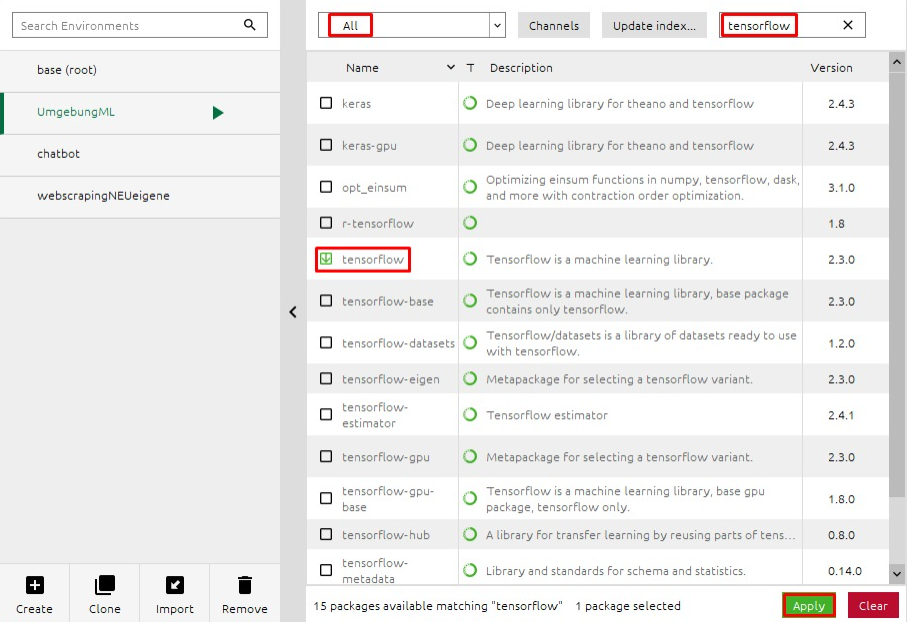 Search Environments
base (root)
UmgebungML
chatbot
webscrapingNEUeigene
Create
Clone
Import
Remove
All
Channels
Update index...
tensorflow
Name
T
Description
Version
keras
Deep learning library for theano and tensorflow
2.4.3
keras-gpu
Deep learning library for theano and tensorflow
2.4.3
opt_einsum
Optimizing einsum functions in numpy, tensorflow, dask,
and more with contraction order optimization.
3.1.0
r-tensorflow
1.8
tensorflow
Tensorflow is a machine learning library.
2.3.0
tensorflow-base
Tensorflow is a machine learning library, base package
contains only tensorflow.
2.3.0
tensorflow-datasets
Tensorflow/datasets is a library of datasets ready to use
with tensorflow.
1.2.0
tensorflow-eigen
Metapackage for selecting a tensorflow variant.
2.3.0
tensorflow-
estimator
Tensorflow estimator
2.4.1
tensorflow-gpu
Metapackage for selecting a tensorflow variant.
2.3.0
tensorflow-gpu-
base
Tensorflow is a machine learning library, base gpu
package, tensorflow only.
1.8.0
tensorflow-hub
A library for transfer learning by reusing parts of tens...
0.8.0
tensorflow-
metadata
Library and standards for schema and statistics.
0.14.0
15 packages available matching "tensorflow"
1 package selected
Apply
Clear